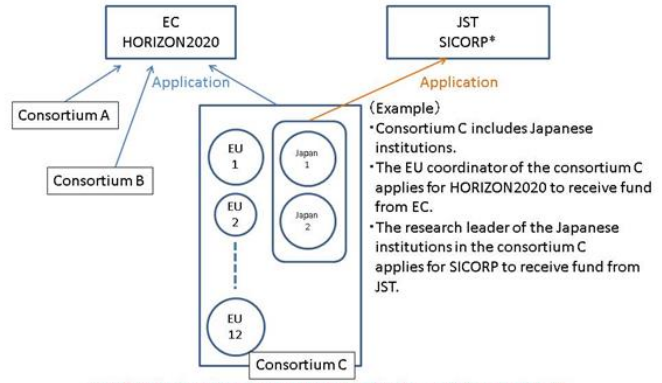 EC
HORIZON2020
JST
SICORP*
Application
Application
Consortium A
Consortium B
EU
1
EU
2
EU
12
Japan
1
Japan
2
Consortium C
(Example)
・Consortium C includes Japanese
institutions.
・The EU coordinator of the consortium C
applies for HORIZON2020 to receive fund
from EC.
・The research leader of the Japanese
institutions in the consortium C
applies for SICORP to receive fund from
JST.